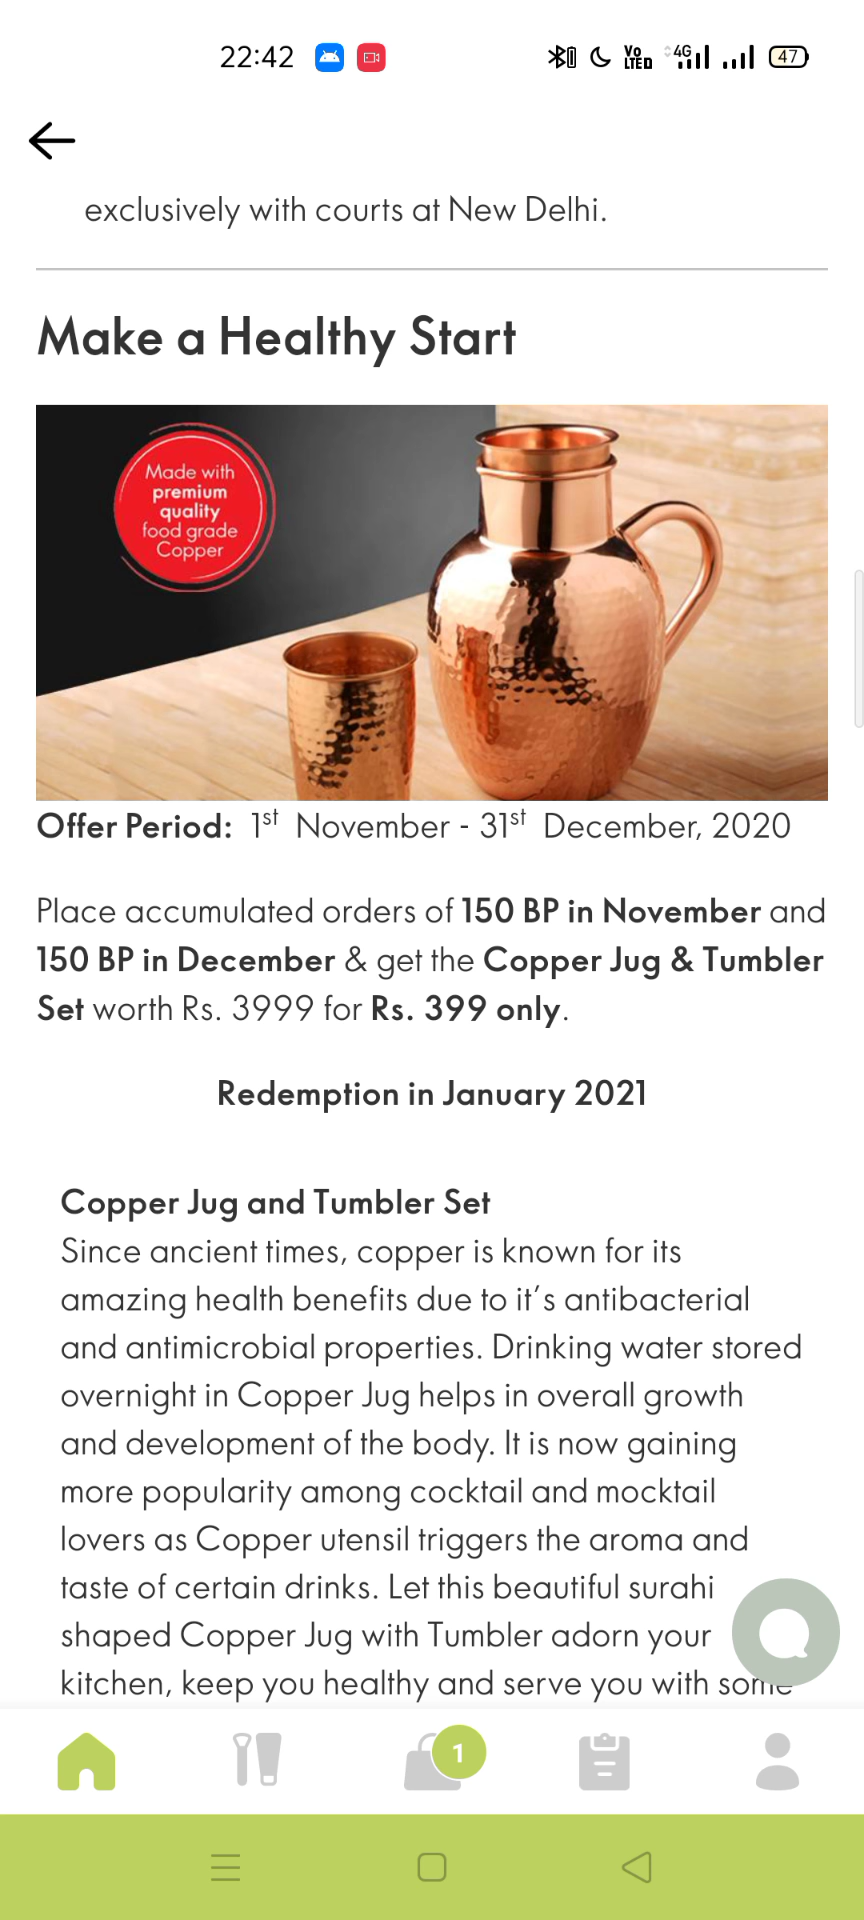 22:42
Vo
LTED
4G
47
exclusively with courts at New Delhi.
Make a Healthy Start
Made with
premium
quality
food grade
Copper
Offer Period: 1st November - 31st December, 2020
Place accumulated orders of 150 BP in November and
150 BP in December & get the Copper Jug & Tumbler
Set worth Rs. 3999 for Rs. 399 only.
Redemption in January 2021
Copper Jug and Tumbler Set
Since ancient times, copper is known for its
amazing health benefits due to it's antibacterial
and antimicrobial properties. Drinking water stored
overnight in Copper Jug helps in overall growth
and development of the body. It is now gaining
more popularity among cocktail and mocktail
lovers as Copper utensil triggers the aroma and
taste of certain drinks. Let this beautiful surahi
shaped Copper Jug with Tumbler adorn your
kitchen, keep you healthy and serve you with some
1